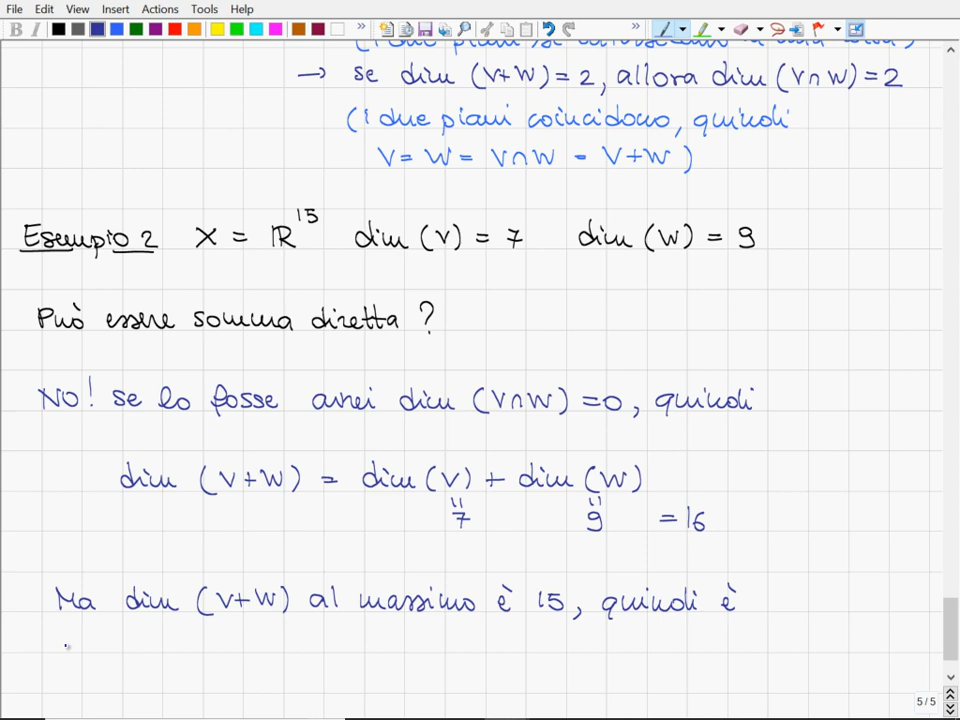 File Edit View Insert Actions Tools Help
B I
→ se dim (V+W) = 2, allora dim (V∩W) = 2
(i due piani coincidono, quindi
V = W = V∩W = V+W)
Esempio 2 X = ℝ¹⁵ dim (V) = 7 dim (W) = 9
Può essere somma diretta ?
NO! se lo fosse avrei dim (V∩W) = 0, quindi
dim (V+W) = dim (V) + dim (W)
7 9 = 16
Ma dim (V+W) al massimo è 15, quindi è
5 / 5